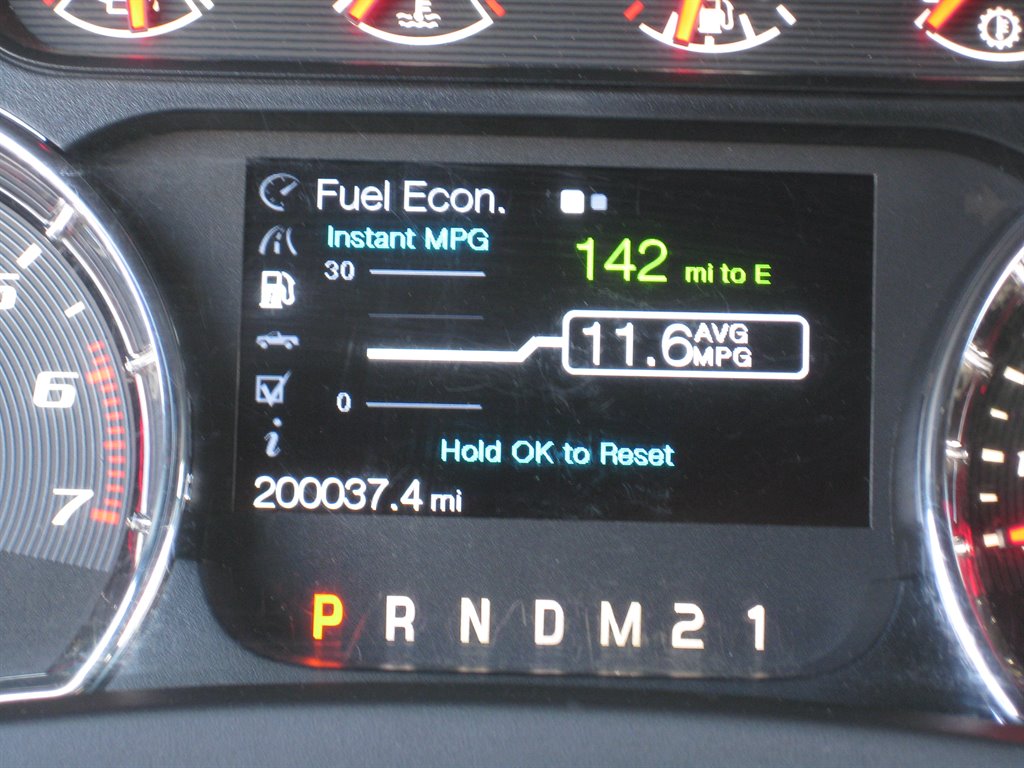 Fuel Econ.
Instant MPG
30
142 mi to E
11.6 AVG MPG
0
Hold OK to Reset
200037.4 mi
6
7
P R N D M 2 1